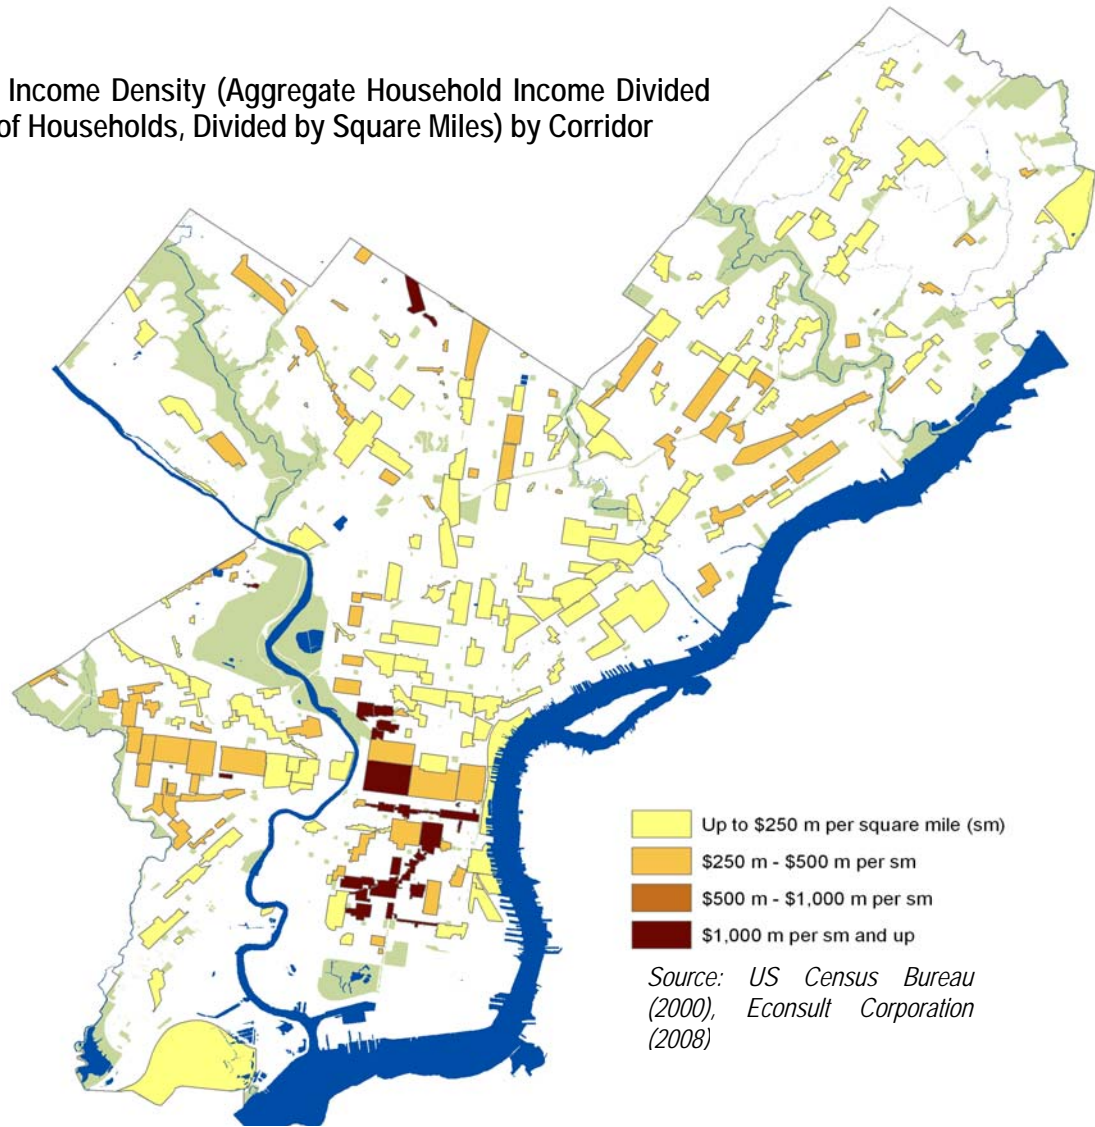 Income Density (Aggregate Household Income Divided
of Households, Divided by Square Miles) by Corridor
Up to $250 m per square mile (sm)
$250 m - $500 m per sm
$500 m - $1,000 m per sm
$1,000 m per sm and up
Source: US Census Bureau
(2000), Econsult Corporation
(2008)